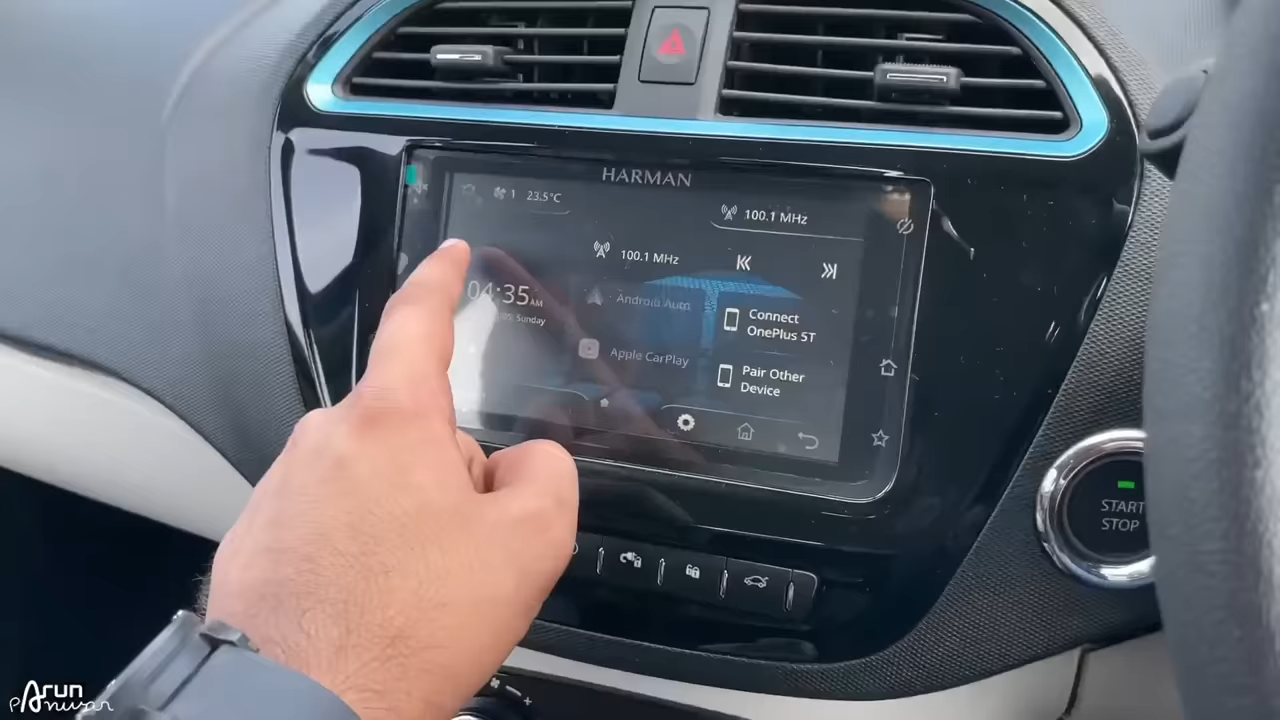 HARMAN
1 23.5°C
100.1 MHz
100.1 MHz
04:35 AM
Sunday
Android Auto
Apple CarPlay
Connect
OnePlus 5T
Pair Other
Device
START
STOP
Arun
Panwar